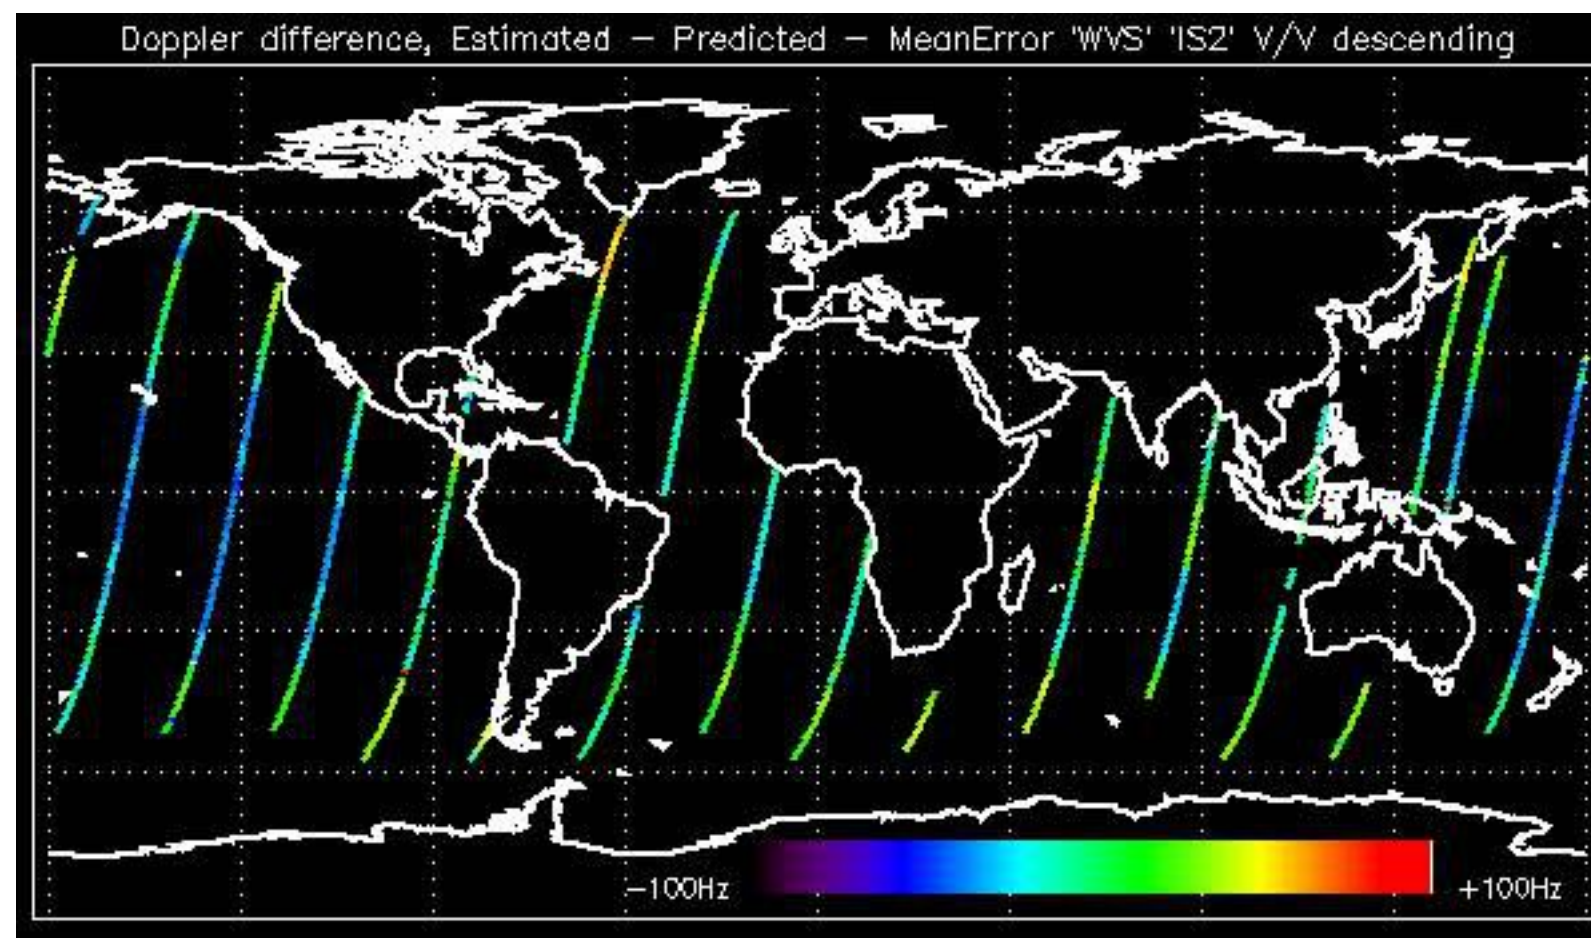 Doppler difference, Estimated – Predicted – MeanError 'WVS' 'IS2' V/V descending
–100Hz
+100Hz